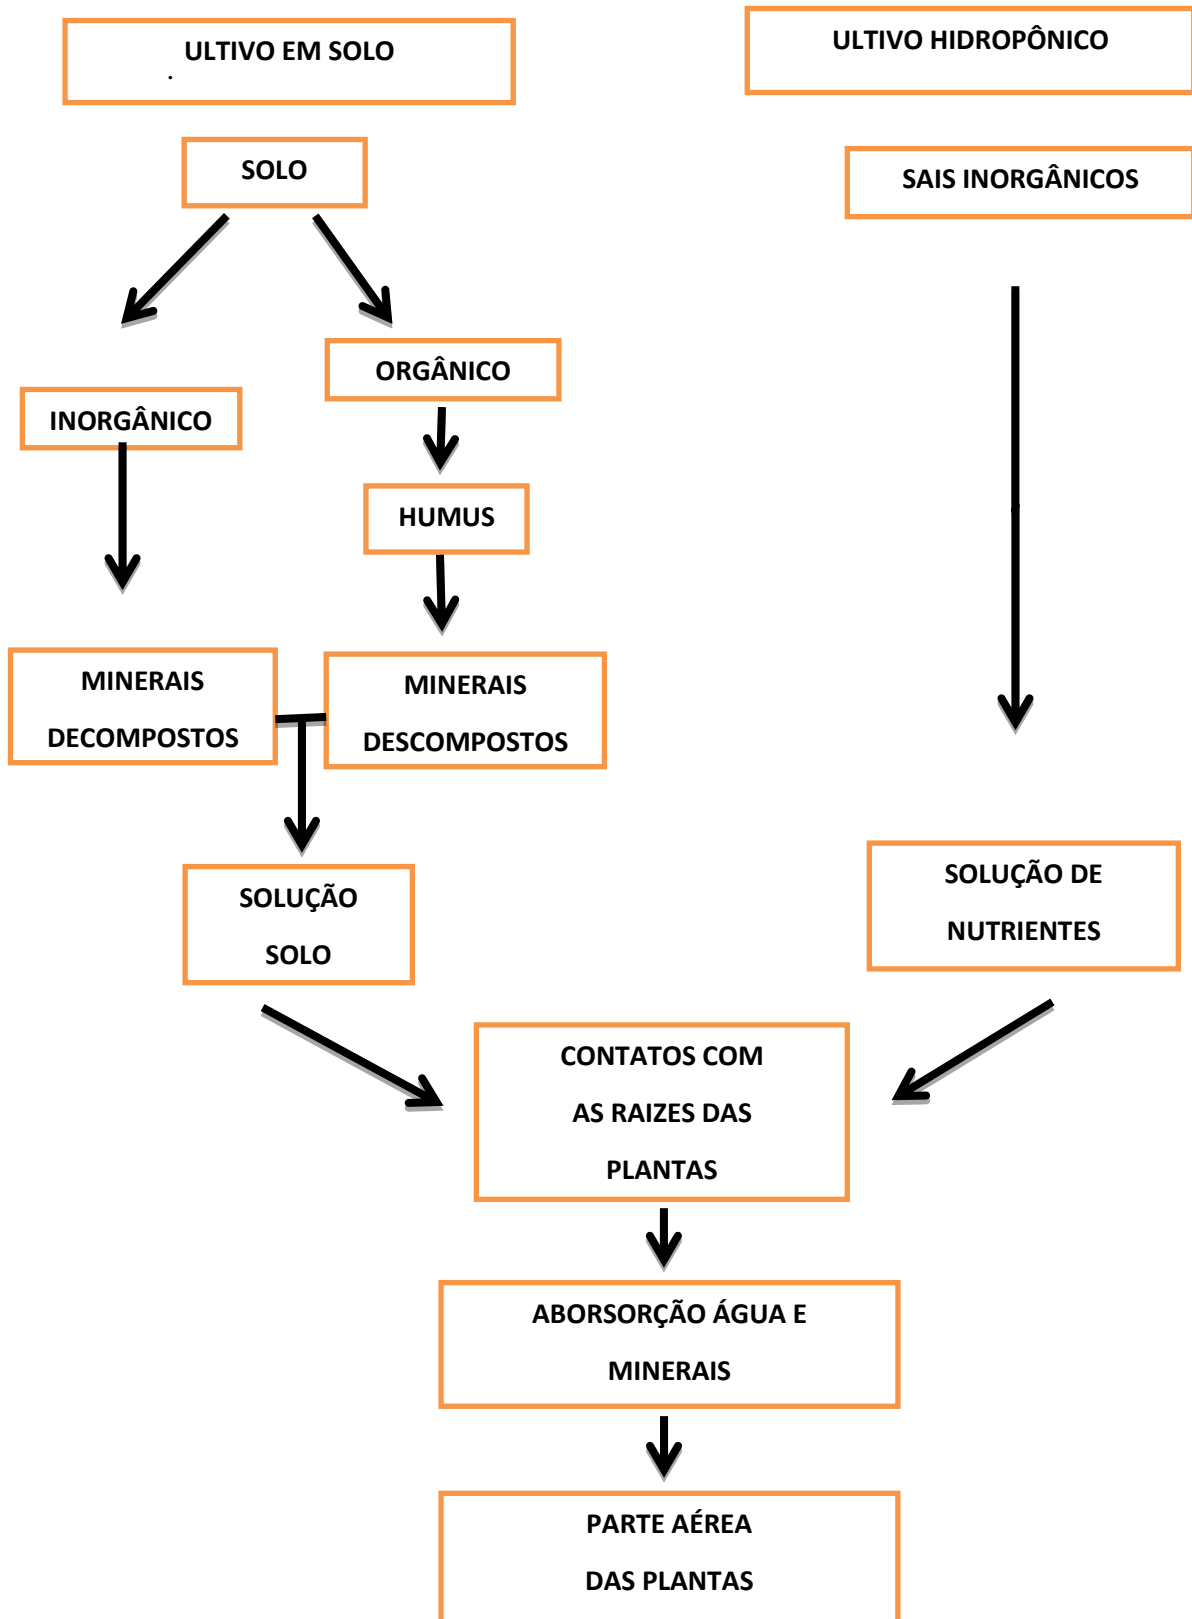 ULTIVO EM SOLO
.
ULTIVO HIDROPÔNICO
SOLO
SAIS INORGÂNICOS
ORGÂNICO
INORGÂNICO
HUMUS
MINERAIS
DECOMPOSTOS
MINERAIS
DESCOMPOSTOS
SOLUÇÃO
SOLO
SOLUÇÃO DE
NUTRIENTES
CONTATOS COM
AS RAIZES DAS
PLANTAS
ABORSORÇÃO ÁGUA E
MINERAIS
PARTE AÉREA
DAS PLANTAS